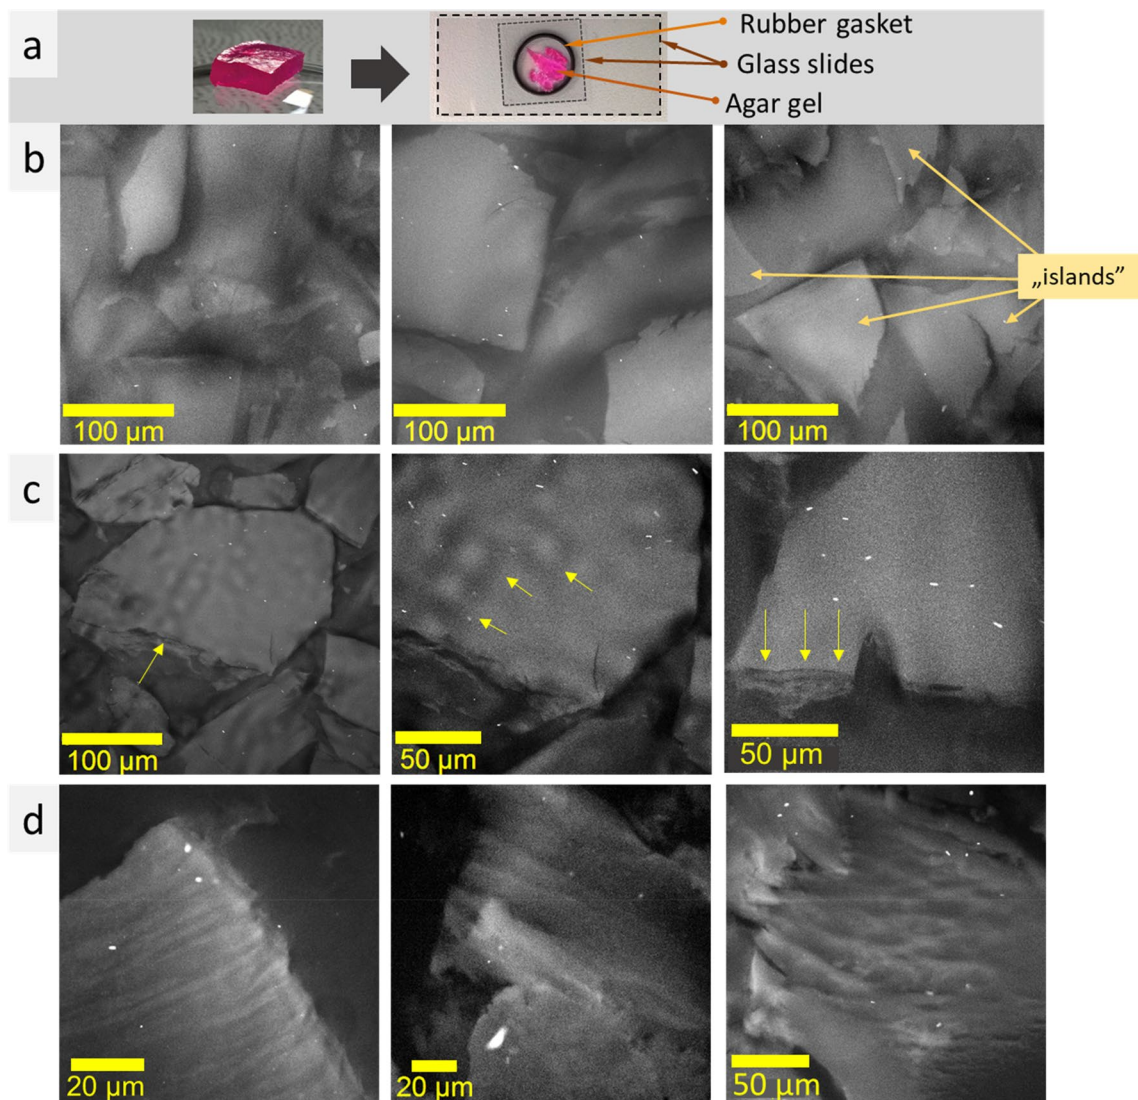 a
Rubber gasket
Glass slides
Agar gel
b
„islands”
100 µm
100 µm
100 µm
c
100 µm
50 µm
50 µm
d
20 µm
20 µm
50 µm